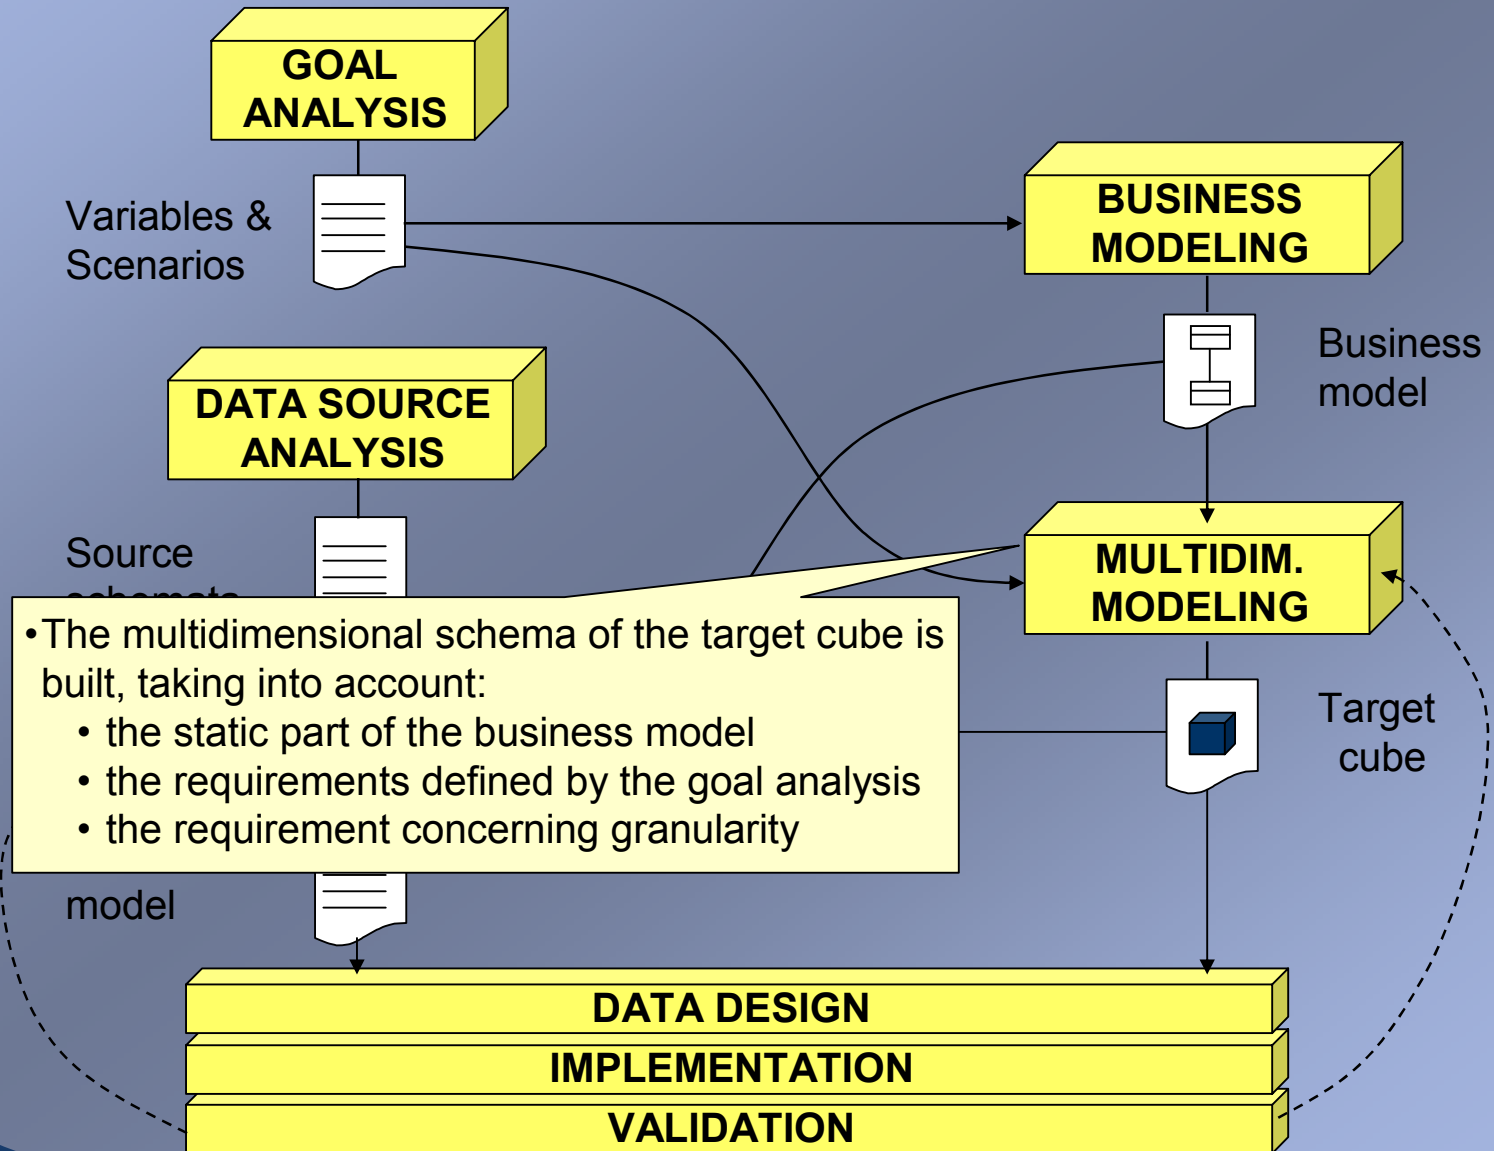 GOAL
ANALYSIS
Variables &
Scenarios
BUSINESS
MODELING
Business
model
DATA SOURCE
ANALYSIS
Source
schemata
MULTIDIM.
MODELING
•The multidimensional schema of the target cube is
built, taking into account:
• the static part of the business model
• the requirements defined by the goal analysis
• the requirement concerning granularity
Target
cube
model
DATA DESIGN
IMPLEMENTATION
VALIDATION